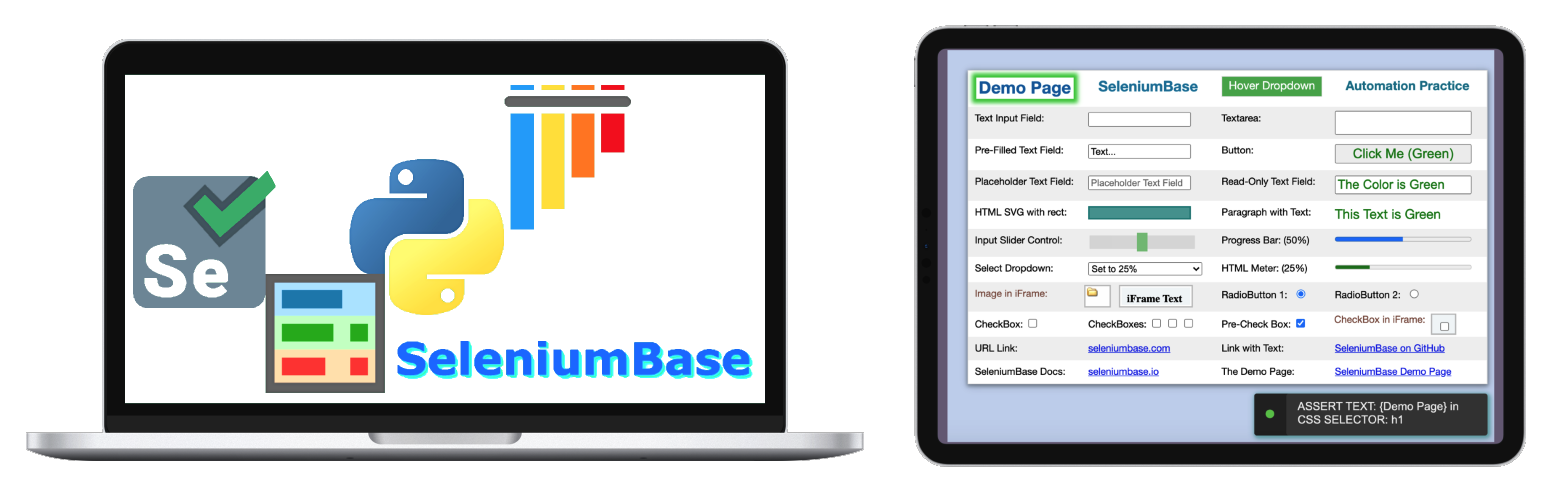 Se
SeleniumBase
Demo Page SeleniumBase Hover Dropdown Automation Practice
Text Input Field: Textarea:
Pre-Filled Text Field: Text... Button: Click Me (Green)
Placeholder Text Field: Placeholder Text Field Read-Only Text Field: The Color is Green
HTML SVG with rect: Paragraph with Text: This Text is Green
Input Slider Control: Progress Bar: (50%)
Select Dropdown: Set to 25% HTML Meter: (25%)
Image in iFrame: iFrame Text RadioButton 1: RadioButton 2:
CheckBox: CheckBoxes: Pre-Check Box: CheckBox in iFrame:
URL Link: seleniumbase.com Link with Text: SeleniumBase on GitHub
SeleniumBase Docs: seleniumbase.io The Demo Page: SeleniumBase Demo Page
ASSERT TEXT: {Demo Page} in
CSS SELECTOR: h1